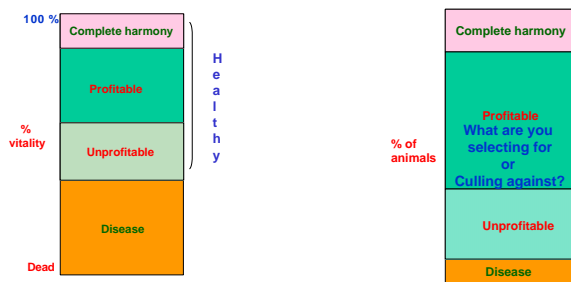 100 %
Complete harmony
Profitable
%
vitality
Unprofitable
Disease
Dead
H
e
a
l
t
h
y
Complete harmony
Profitable
What are you
selecting for
or
Culling against?
% of
animals
Unprofitable
Disease